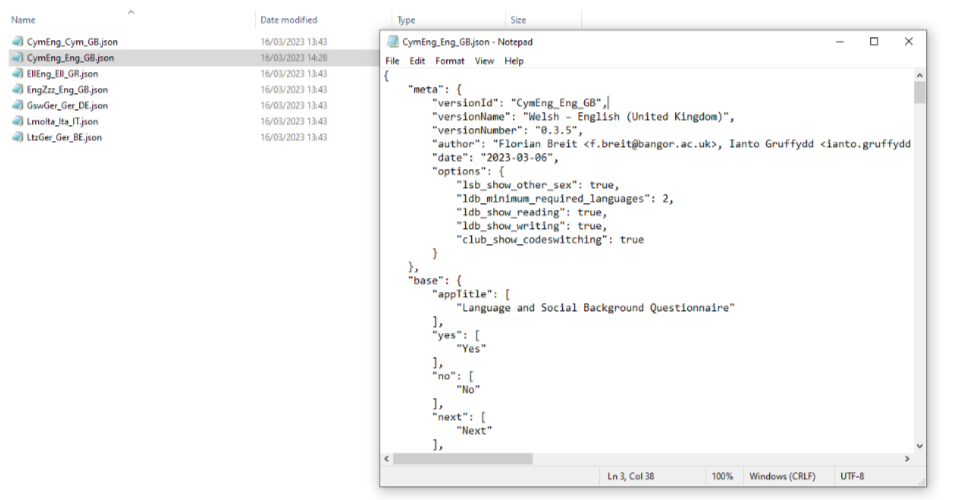 Name Date modified Type Size
CymEng_Cym_GB.json 16/03/2023 13:43
CymEng_Eng_GB.json 16/03/2023 14:28
EllEng_Ell_GR.json 16/03/2023 13:43
EngZzz_Eng_GB.json 16/03/2023 13:43
GswGer_Ger_DE.json 16/03/2023 13:43
LmoIta_Ita_IT.json 16/03/2023 13:43
LtzGer_Ger_BE.json 16/03/2023 13:43
CymEng_Eng_GB.json - Notepad
File Edit Format View Help
{
"meta": {
"versionId": "CymEng_Eng_GB",
"versionName": "Welsh – English (United Kingdom)",
"versionNumber": "0.3.5",
"author": "Florian Breit <f.breit@bangor.ac.uk>, Ianto Gruffydd <ianto.gruffydd
"date": "2023-03-06",
"options": {
"lsb_show_other_sex": true,
"ldb_minimum_required_languages": 2,
"ldb_show_reading": true,
"ldb_show_writing": true,
"club_show_codeswitching": true
}
},
"base": {
"appTitle": [
"Language and Social Background Questionnaire"
],
"yes": [
"Yes"
],
"no": [
"No"
],
"next": [
"Next"
],
Ln 3, Col 38 100% Windows (CRLF) UTF-8